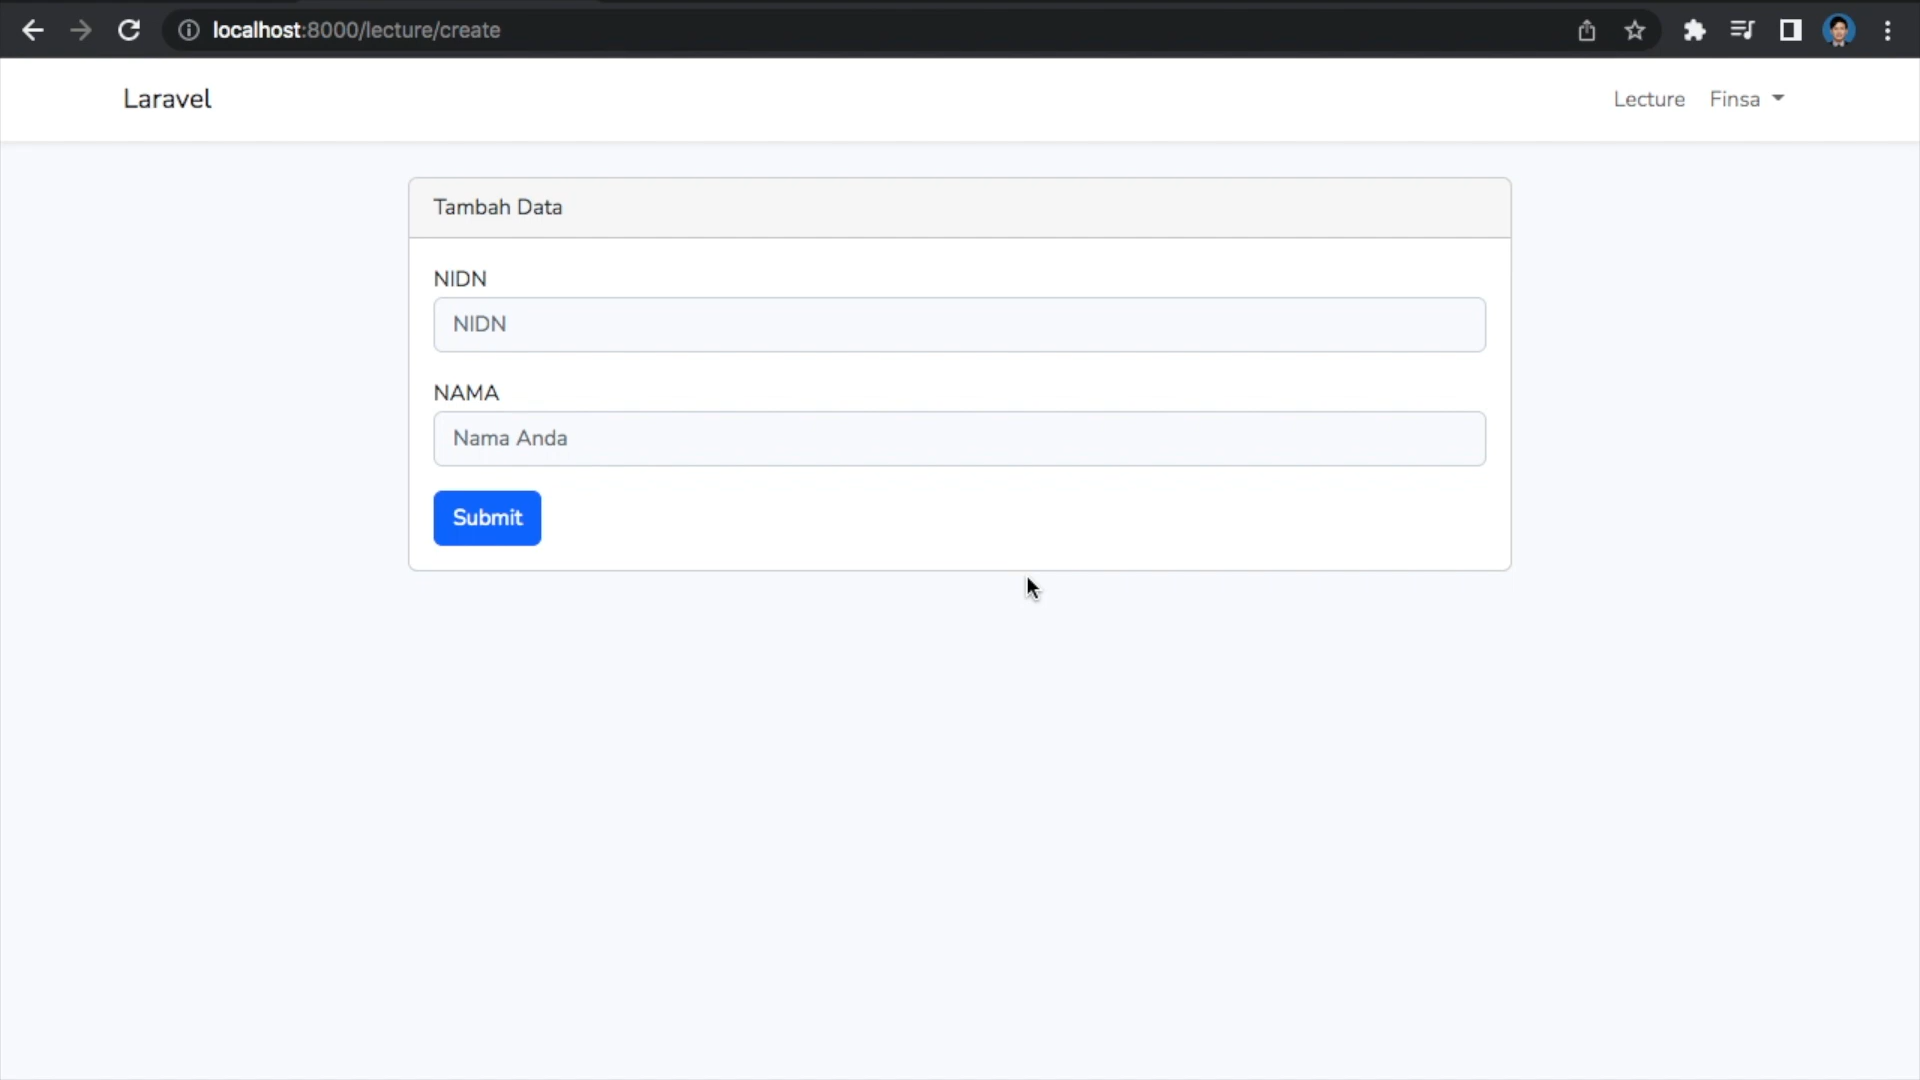 localhost:8000/lecture/create
Laravel
Lecture Finsa
Tambah Data
NIDN
NIDN
NAMA
Nama Anda
Submit